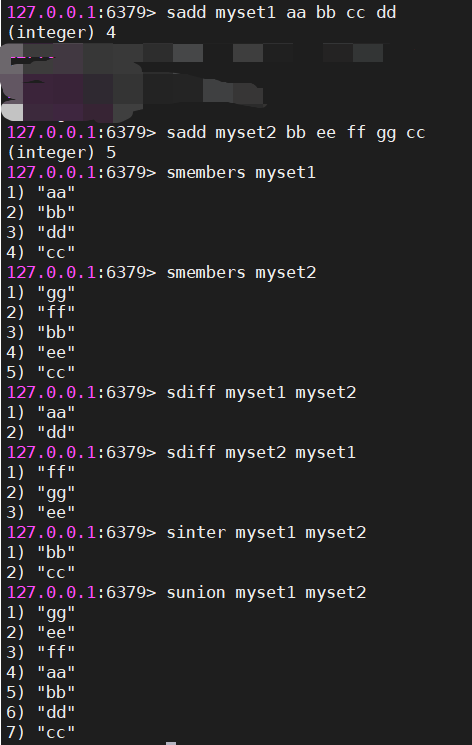 127.0.0.1:6379> sadd myset1 aa bb cc dd
(integer) 4
127.0.0.1:6379> sadd myset2 bb ee ff gg cc
(integer) 5
127.0.0.1:6379> smembers myset1
1) "aa"
2) "bb"
3) "dd"
4) "cc"
127.0.0.1:6379> smembers myset2
1) "gg"
2) "ff"
3) "bb"
4) "ee"
5) "cc"
127.0.0.1:6379> sdiff myset1 myset2
1) "aa"
2) "dd"
127.0.0.1:6379> sdiff myset2 myset1
1) "ff"
2) "gg"
3) "ee"
127.0.0.1:6379> sinter myset1 myset2
1) "bb"
2) "cc"
127.0.0.1:6379> sunion myset1 myset2
1) "gg"
2) "ee"
3) "ff"
4) "aa"
5) "bb"
6) "dd"
7) "cc"